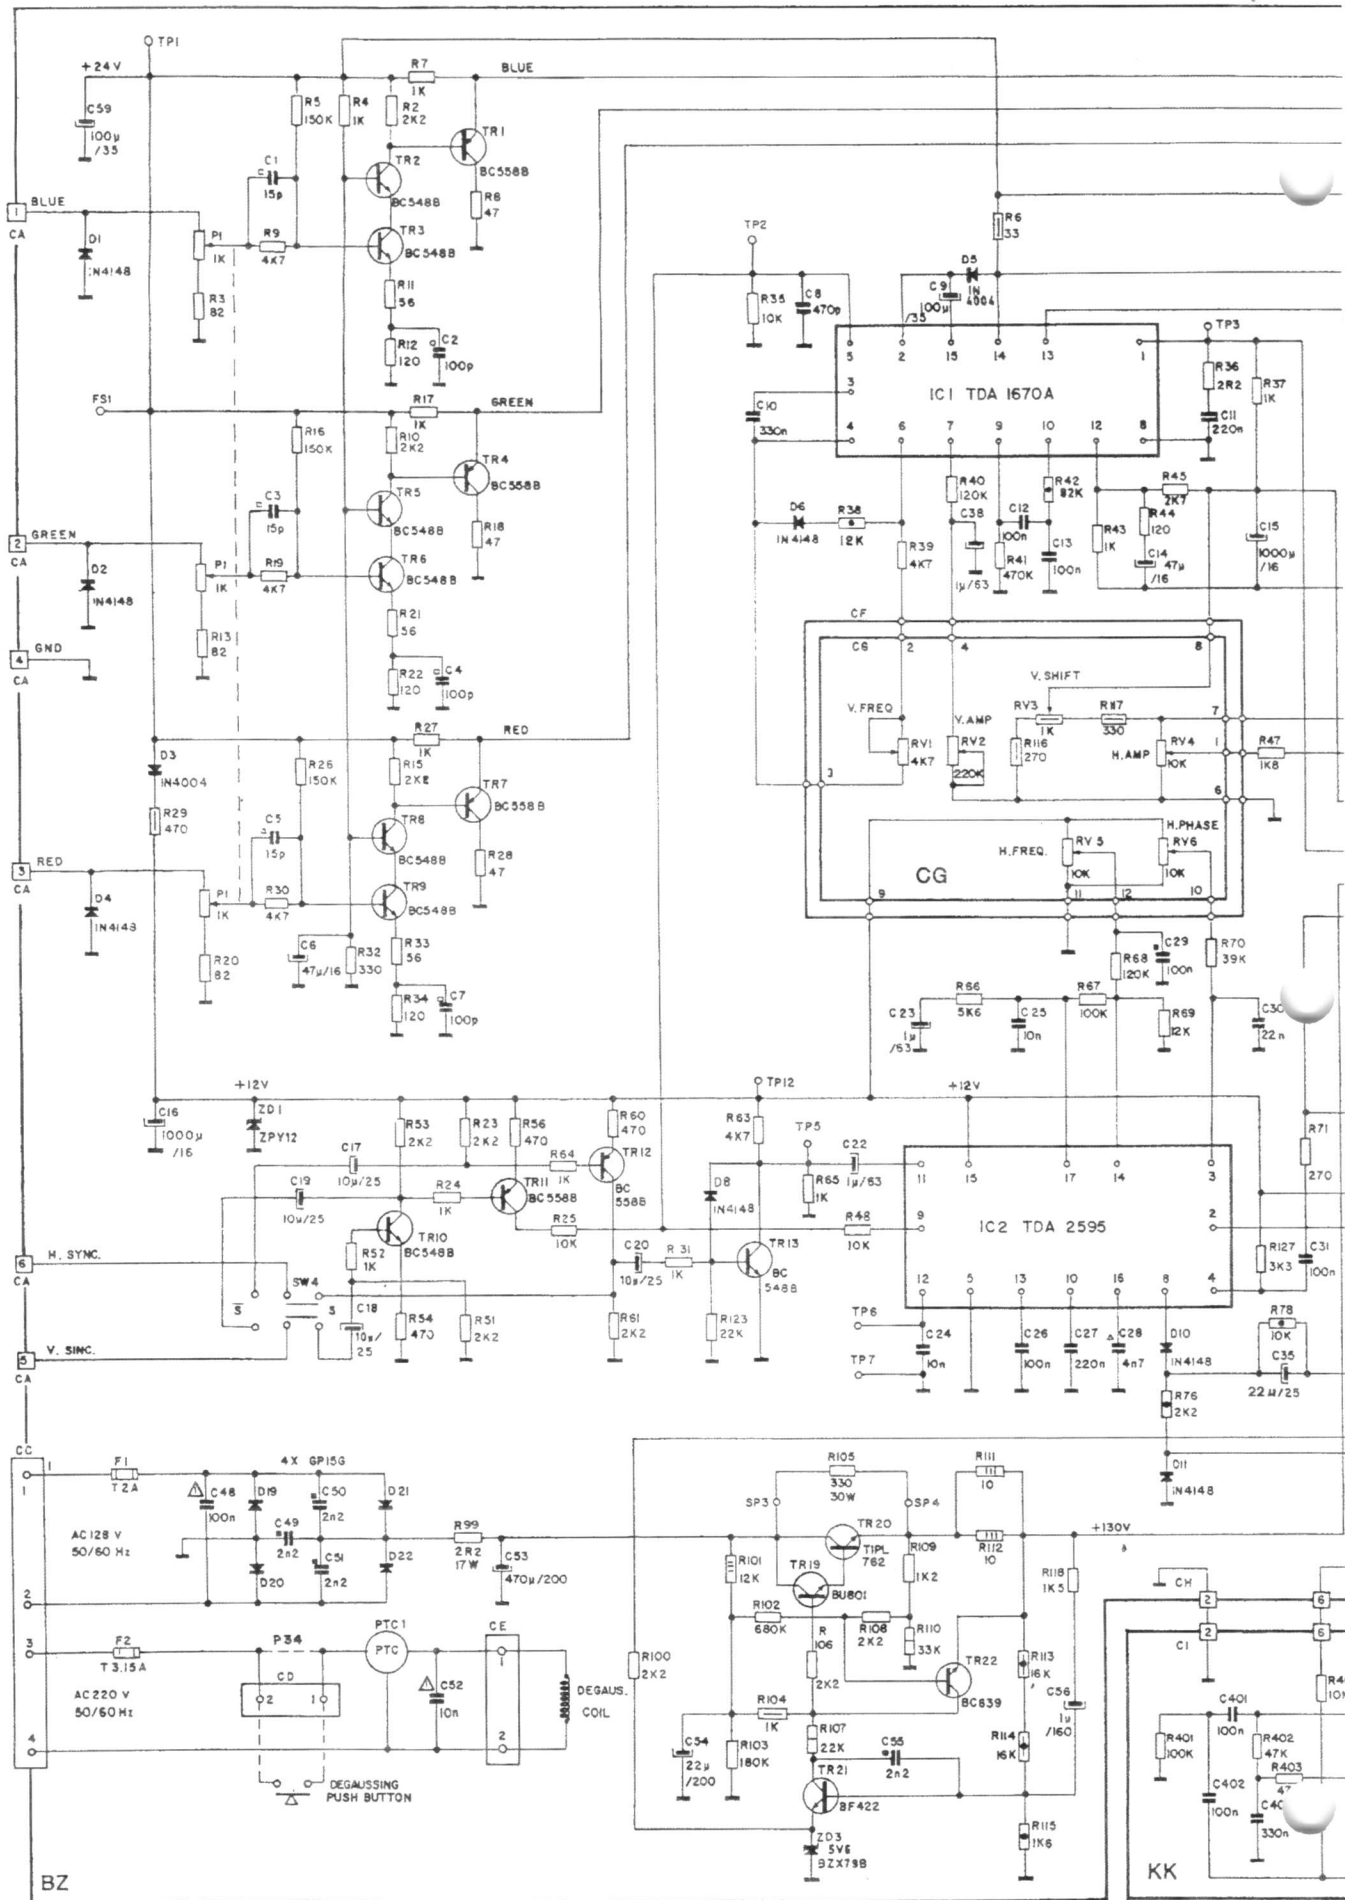 TP1
+24V
R7
1K
BLUE
C59
100µ
/35
R5
150K
R4
1K
R2
2K2
TR1
BC558B
C1
15p
TR2
BC548B
R8
47
1
BLUE
CA
D1
1N4148
P1
1K
R9
4K7
TR3
BC548B
R3
82
R11
56
R12
120
C2
100p
TP2
R6
33
D5
1N
4004
C9
100µ
/35
R35
10K
C8
470p
TP3
5
2
15
14
13
1
IC1 TDA 1670A
3
4
6
7
9
10
12
8
R36
2R2
R37
1K
C11
220n
C10
330n
FS1
R17
1K
GREEN
R16
150K
R10
2K2
TR4
BC558B
C3
15p
TR5
BC548B
R18
47
2
GREEN
CA
D2
1N4148
P1
1K
R19
4K7
TR6
BC548B
R13
82
R21
56
R22
120
C4
100p
4
GND
CA
D6
1N4148
R38
12K
R39
4K7
R40
120K
C38
1µ/63
C12
100n
R41
470K
R42
82K
C13
100n
R43
1K
R45
2K7
R44
120
C14
47µ
/16
C15
1000µ
/16
CF
CG
2
4
8
V.SHIFT
V.FREQ
V.AMP
RV3
1K
R117
330
7
RV1
4K7
RV2
220K
R116
270
H.AMP
RV4
10K
1
R47
1K8
3
6
H.PHASE
H.FREQ.
RV5
10K
RV6
10K
CG
9
11
12
10
R27
1K
RED
D3
1N4004
R29
470
R26
150K
R15
2K2
TR7
BC558B
C5
15p
TR8
BC548B
R28
47
3
RED
CA
D4
1N4148
P1
1K
R30
4K7
TR9
BC548B
R20
82
C6
47µ/16
R32
330
R33
56
R34
120
C7
100p
R68
120K
C29
100n
R70
39K
R66
5K6
R67
100K
C23
1µ
/63
C25
10n
R69
12K
C30
22n
+12V
C16
1000µ
/16
ZD1
ZPY12
R53
2K2
R23
2K2
R56
470
R60
470
C17
10µ/25
R64
1K
TR12
BC
558B
C19
10µ/25
R24
1K
TR11
BC558B
R25
10K
TR10
BC548B
R52
1K
TP12
R63
4K7
TP5
C22
1µ/63
D8
1N4148
R65
1K
R48
10K
C20
10µ/25
R31
1K
TR13
BC
548B
R123
22K
+12V
11
15
17
14
3
9
IC2 TDA 2595
2
12
5
13
10
16
8
4
R71
270
R127
3K3
C31
100n
6
H. SYNC.
CA
SW4
S
S
C18
10µ/
25
R54
470
R51
2K2
R61
2K2
5
V. SINC.
CA
TP6
TP7
C24
10n
C26
100n
C27
220n
C28
4n7
D10
1N4148
R78
10K
C35
22µ/25
R76
2K2
D11
1N4148
CC
1
1
F1
T2A
4X GP15G
C48
100n
D19
C50
2n2
D21
C49
2n2
AC 128 V
50/60 Hz
D20
C51
2n2
D22
R99
2R2
17W
C53
470µ/200
2
3
F2
T3.15A
P34
CD
2
1
PTC1
PTC
C52
10n
CE
1
2
DEGAUS.
COIL
AC 220 V
50/60 Hz
4
DEGAUSSING
PUSH BUTTON
BZ
R105
330
30W
SP3
SP4
R111
10
R112
10
TR20
TIPL
762
+130V
R101
12K
TR19
BU801
R109
1K2
R118
1K5
R102
680K
R108
2K2
R110
33K
R
106
2K2
TR22
BC639
R100
2K2
R113
16K
C56
1µ
/160
R104
1K
R107
22K
C54
22µ
/200
R103
180K
C55
2n2
R114
16K
TR21
BF422
ZD3
5V6
BZX79B
R115
1K6
CH
2
6
CI
2
6
C401
100n
R401
100K
R402
47K
R403
C402
100n
330n
KK